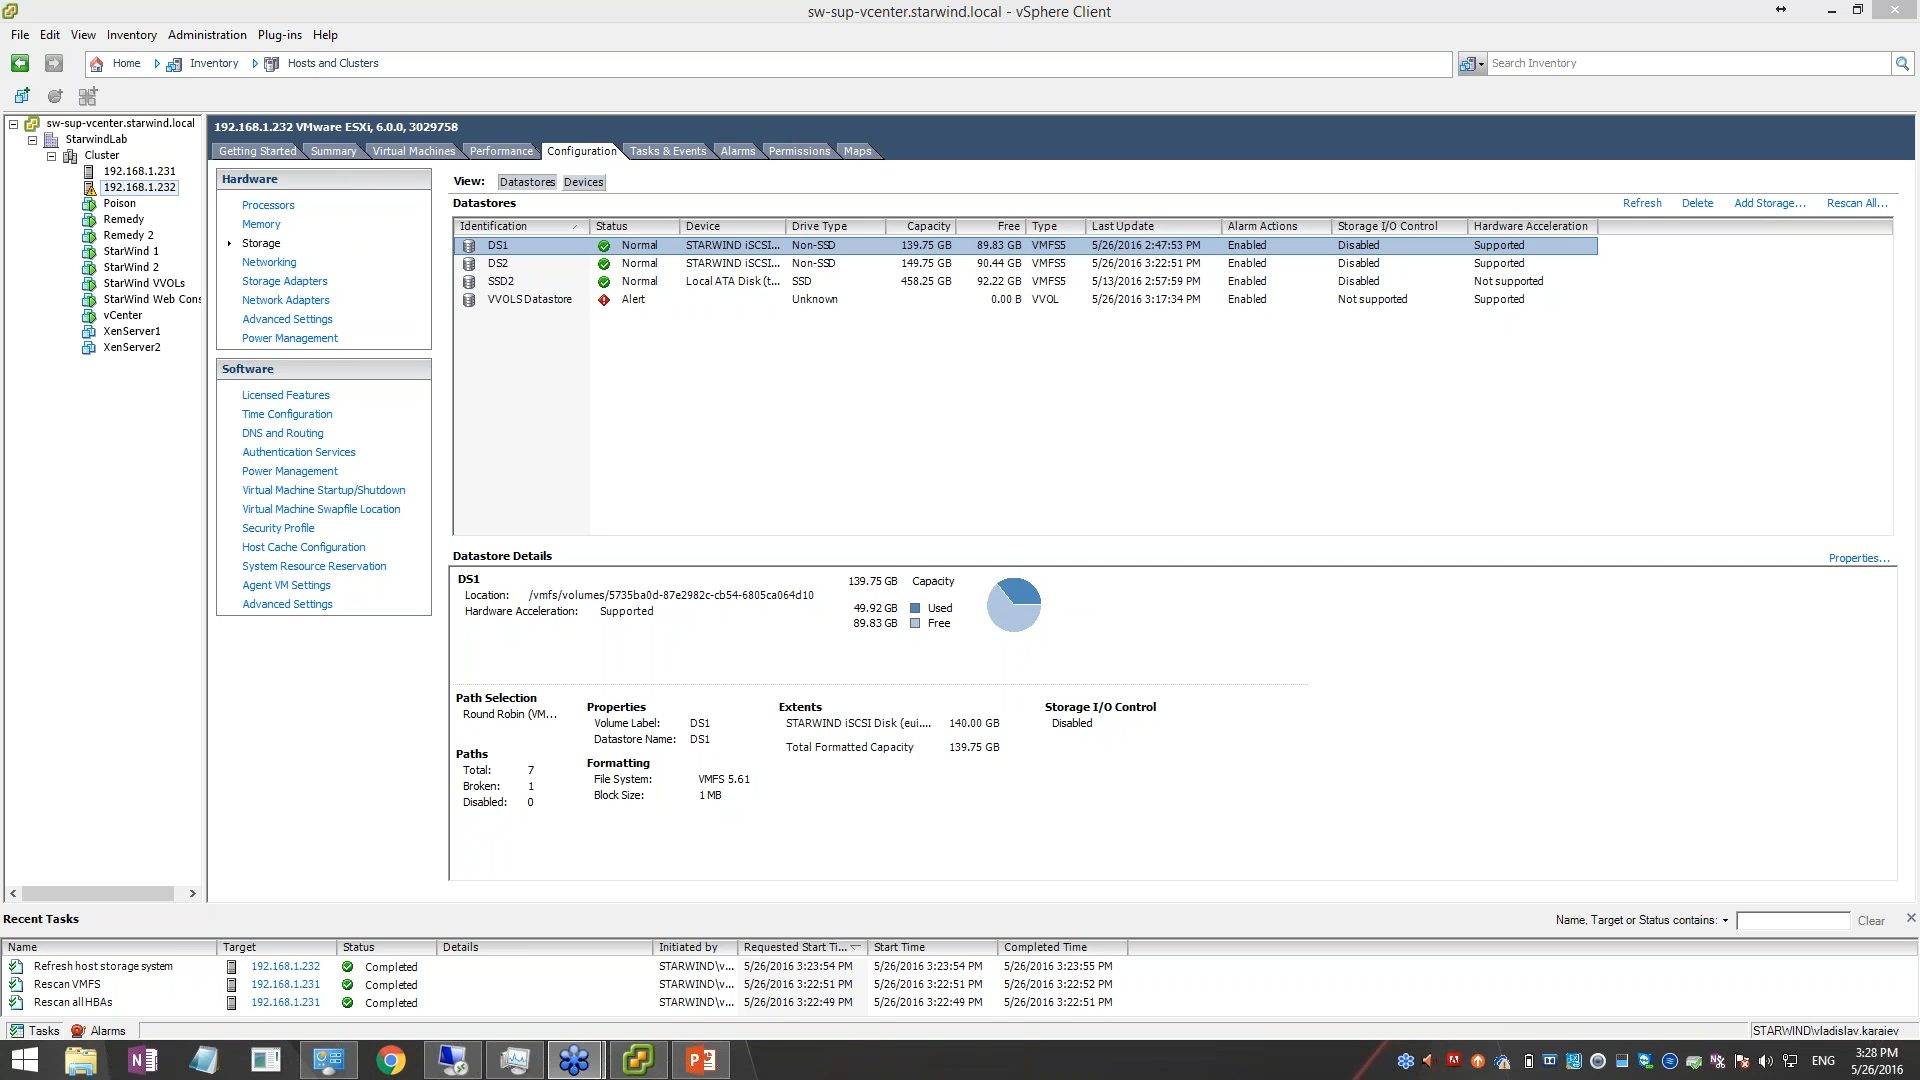 sw-sup-vcenter.starwind.local - vSphere Client
File Edit View Inventory Administration Plug-ins Help
Home Inventory Hosts and Clusters Search Inventory
sw-sup-vcenter.starwind.local
StarwindLab
Cluster
192.168.1.231
192.168.1.232
Poison
Remedy
Remedy 2
StarWind 1
StarWind 2
StarWind VVOLs
StarWind Web Cons
vCenter
XenServer1
XenServer2
192.168.1.232 VMware ESXi, 6.0.0, 3029758
Getting Started Summary Virtual Machines Performance Configuration Tasks & Events Alarms Permissions Maps
Hardware
Processors
Memory
Storage
Networking
Storage Adapters
Network Adapters
Advanced Settings
Power Management
Software
Licensed Features
Time Configuration
DNS and Routing
Authentication Services
Power Management
Virtual Machine Startup/Shutdown
Virtual Machine Swapfile Location
Security Profile
Host Cache Configuration
System Resource Reservation
Agent VM Settings
Advanced Settings
View: Datastores Devices
Datastores Refresh Delete Add Storage... Rescan All...
Identification Status Device Drive Type Capacity Free Type Last Update Alarm Actions Storage I/O Control Hardware Acceleration
DS1 Normal STARWIND iSCSI... Non-SSD 139.75 GB 89.83 GB VMFS5 5/26/2016 2:47:53 PM Enabled Disabled Supported
DS2 Normal STARWIND iSCSI... Non-SSD 149.75 GB 90.44 GB VMFS5 5/26/2016 3:22:51 PM Enabled Disabled Supported
SSD2 Normal Local ATA Disk (t... SSD 458.25 GB 92.22 GB VMFS5 5/13/2016 2:57:59 PM Enabled Disabled Not supported
VVOLS Datastore Alert Unknown 0.00 B VVOL 5/26/2016 3:17:34 PM Enabled Not supported Supported
Datastore Details Properties...
DS1 139.75 GB Capacity
Location: /vmfs/volumes/5735ba0d-87e2982c-cb54-6805ca064d10
Hardware Acceleration: Supported
49.92 GB Used
89.83 GB Free
Path Selection
Round Robin (VM...
Paths
Total: 7
Broken: 1
Disabled: 0
Properties
Volume Label: DS1
Datastore Name: DS1
Formatting
File System: VMFS 5.61
Block Size: 1 MB
Extents
STARWIND iSCSI Disk (eui.... 140.00 GB
Total Formatted Capacity 139.75 GB
Storage I/O Control
Disabled
Recent Tasks Name, Target or Status contains: Clear
Name Target Status Details Initiated by Requested Start Ti... Start Time Completed Time
Refresh host storage system 192.168.1.232 Completed STARWIND\v... 5/26/2016 3:23:54 PM 5/26/2016 3:23:54 PM 5/26/2016 3:23:55 PM
Rescan VMFS 192.168.1.231 Completed STARWIND\v... 5/26/2016 3:22:51 PM 5/26/2016 3:22:51 PM 5/26/2016 3:22:52 PM
Rescan all HBAs 192.168.1.231 Completed STARWIND\v... 5/26/2016 3:22:49 PM 5/26/2016 3:22:49 PM 5/26/2016 3:22:51 PM
Tasks Alarms STARWIND\vladislav.karaiev
ENG
3:28 PM
5/26/2016